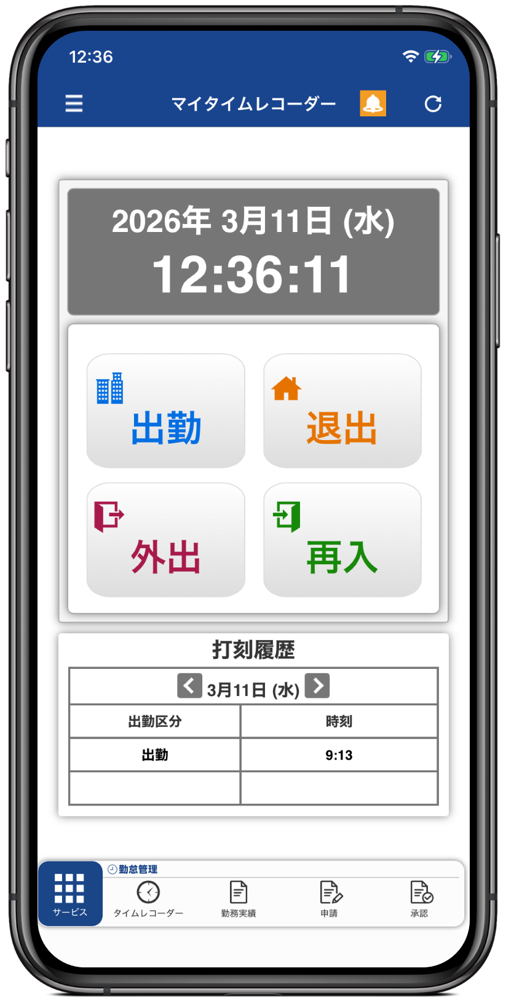 12:36
マイタイムレコーダー
2026年 3月11日 (水)
12:36:11
出勤
退出
外出
再入
打刻履歴
3月11日 (水)
出勤区分 時刻
出勤 9:13
勤怠管理
サービス
タイムレコーダー
勤務実績
申請
承認